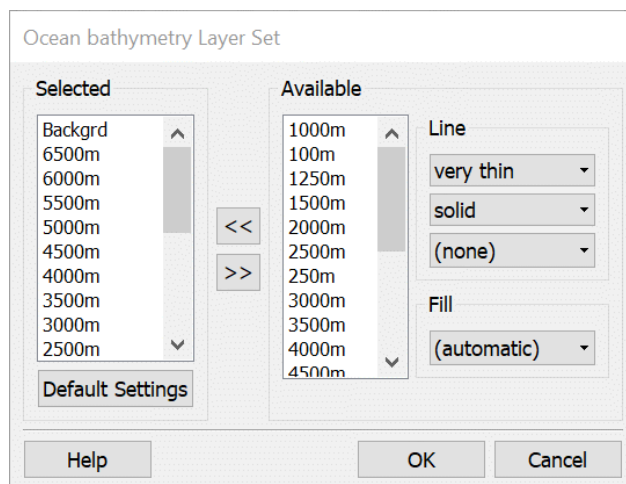 Ocean bathymetry Layer Set
Selected
Backgrd
6500m
6000m
5500m
5000m
4500m
4000m
3500m
3000m
2500m
Default Settings
<<
>>
Available
1000m
100m
1250m
1500m
2000m
2500m
250m
3000m
3500m
4000m
4500m
Line
very thin
solid
(none)
Fill
(automatic)
Help
OK
Cancel